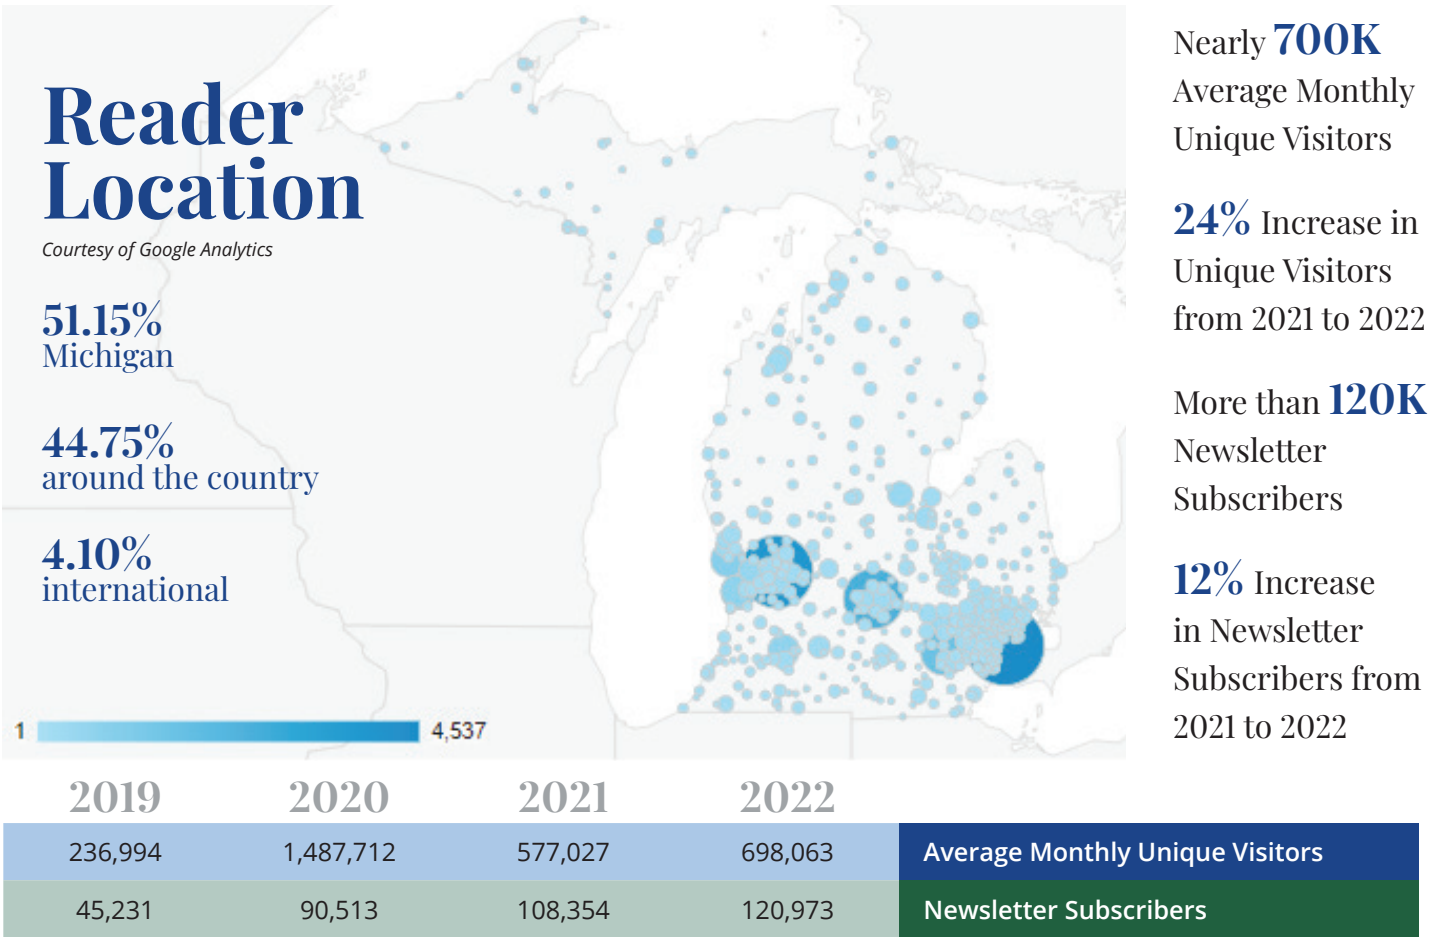 Reader
Location
Courtesy of Google Analytics
51.15%
Michigan
44.75%
around the country
4.10%
international
1
4,537
Nearly 700K
Average Monthly
Unique Visitors
24% Increase in
Unique Visitors
from 2021 to 2022
More than 120K
Newsletter
Subscribers
12% Increase
in Newsletter
Subscribers from
2021 to 2022
2019 2020 2021 2022
236,994 1,487,712 577,027 698,063 Average Monthly Unique Visitors
45,231 90,513 108,354 120,973 Newsletter Subscribers